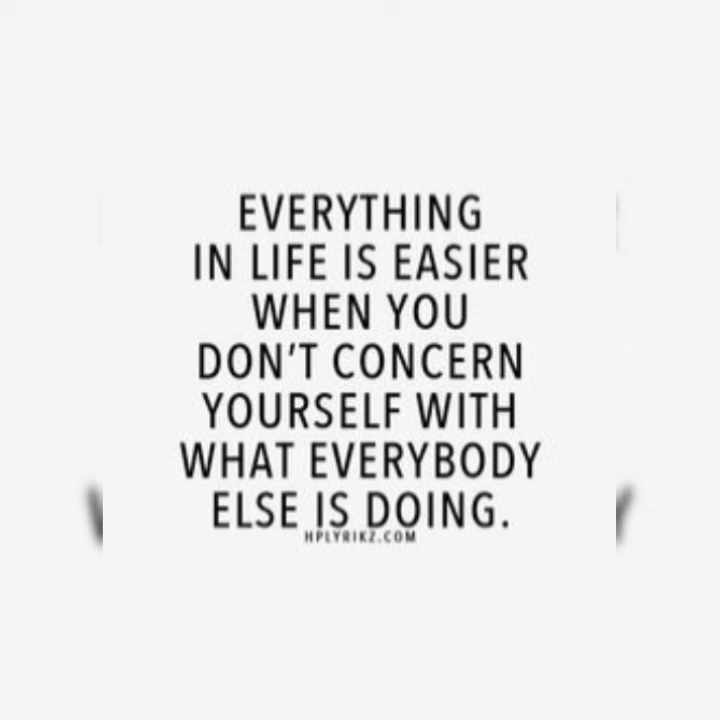 EVERYTHING
IN LIFE IS EASIER
WHEN YOU
DON'T CONCERN
YOURSELF WITH
WHAT EVERYBODY
ELSE IS DOING.
HPLYRIKZ.COM